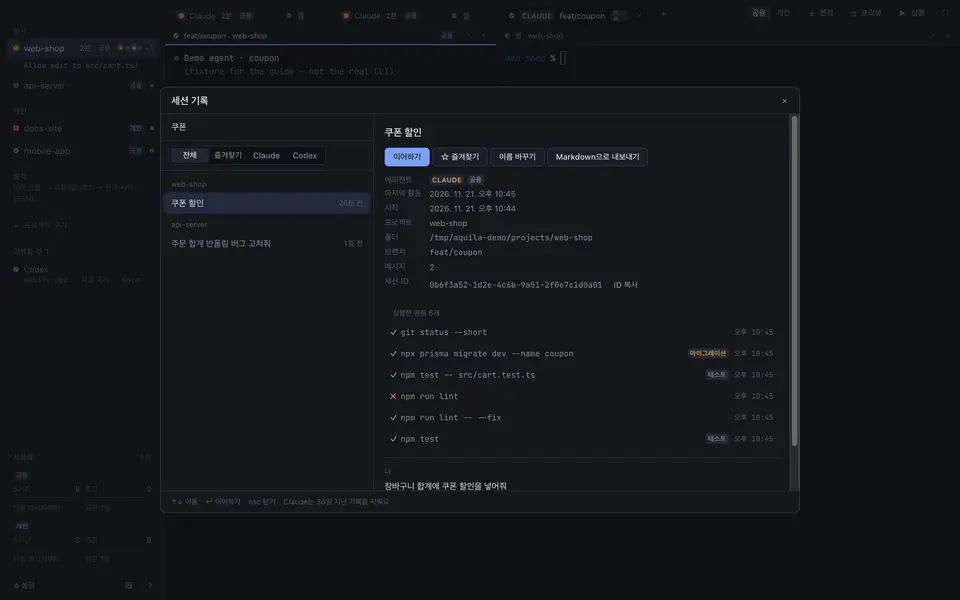 Claude 2분 공유
Claude 2분 공유
셸
CLAUDE feat/coupon
공용 개인 변경 프리뷰 실행
feat/coupon · web-shop 공용
셸 web-shop
web-shop 2분 공용
Allow edit to src/cart.ts?
api-server 공용
개인
docs-site 개인
mobile-app 공용
Demo agent · coupon
(fixture for the guide — not the real CLI)
web-shop %
세션 기록
쿠폰
전체 즐겨찾기 Claude Codex
web-shop
쿠폰 할인
api-server
주문 합계 반올림 버그 고쳐줘 1일 전
쿠폰 할인
이어하기 ☆ 즐겨찾기 이름 바꾸기 Markdown으로 내보내기
에이전트 CLAUDE 공용
마지막 활동 2026. 11. 21. 오후 10:45
시작 2026. 11. 21. 오후 10:44
프로젝트 web-shop
폴더 /tmp/aquila-demo/projects/web-shop
브랜치 feat/coupon
메시지 2
세션 ID 0b6f3a52-1d2e-4c6b-9a51-2f0e7c1d0a01 ID 복사
실행한 명령 6개
git status --short 오후 10:45
npx prisma migrate dev --name coupon 마이그레이션 오후 10:45
npm test -- src/cart.test.ts 테스트 오후 10:45
npm run lint 오후 10:45
npm run lint -- --fix 오후 10:45
npm test 테스트 오후 10:45
나
장바구니 합계에 쿠폰 할인을 넣어줘
↑↓ 이동 ↵ 이어하기 esc 닫기 Claude는 30일 지난 기록을 지워요
Codex
설정 ?